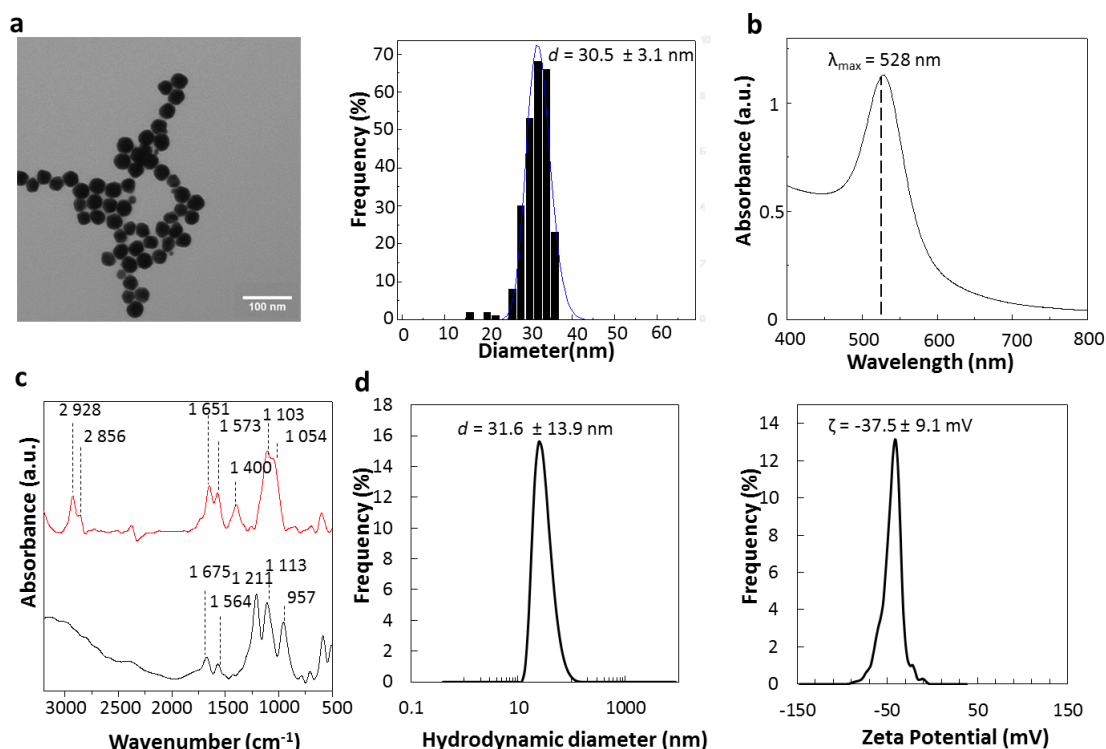 a
100 nm
d = 30.5 ± 3.1 nm
Frequency (%)
70
60
50
40
30
20
10
0
0 10 20 30 40 50 60
Diameter(nm)
b
λmax = 528 nm
Absorbance (a.u.)
1
0.5
0
400 500 600 700 800
Wavelength (nm)
c
2 928
2 856
1 651
1 573
1 400
1 103
1 054
1 675
1 564
1 211
1 113
957
Absorbance (a.u.)
3000 2500 2000 1500 1000 500
Wavenumber (cm⁻¹)
d
d = 31.6 ± 13.9 nm
Frequency (%)
18
16
14
12
10
8
6
4
2
0
0.1 10 1000
Hydrodynamic diameter (nm)
ζ = -37.5 ± 9.1 mV
Frequency (%)
14
12
10
8
6
4
2
0
-150 -50 50 150
Zeta Potential (mV)